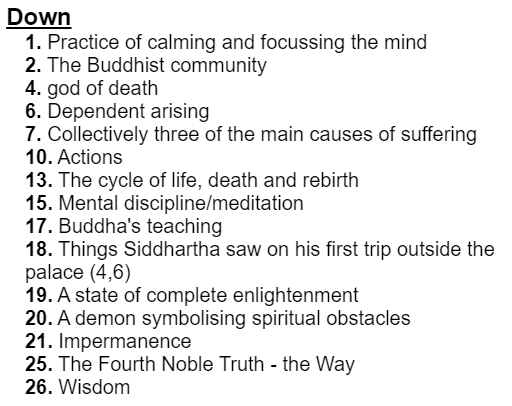 Down
1. Practice of calming and focussing the mind
2. The Buddhist community
4. god of death
6. Dependent arising
7. Collectively three of the main causes of suffering
10. Actions
13. The cycle of life, death and rebirth
15. Mental discipline/meditation
17. Buddha's teaching
18. Things Siddhartha saw on his first trip outside the
palace (4,6)
19. A state of complete enlightenment
20. A demon symbolising spiritual obstacles
21. Impermanence
25. The Fourth Noble Truth - the Way
26. Wisdom